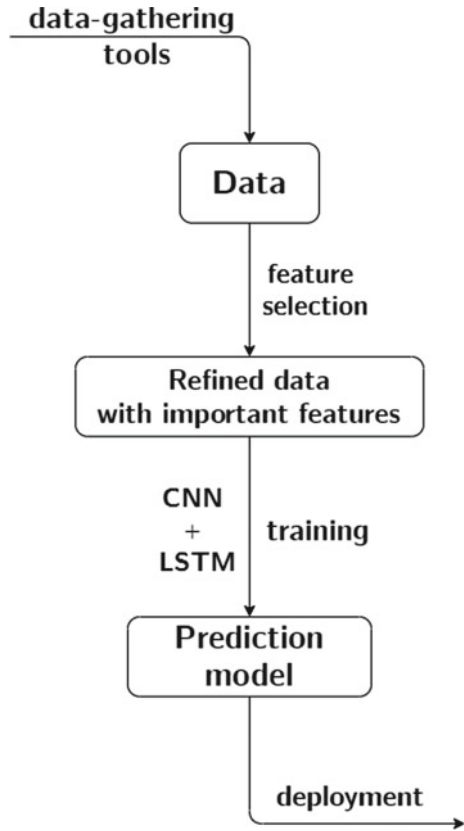 data-gathering
tools
Data
feature
selection
Refined data
with important features
CNN
+
LSTM
training
Prediction
model
deployment